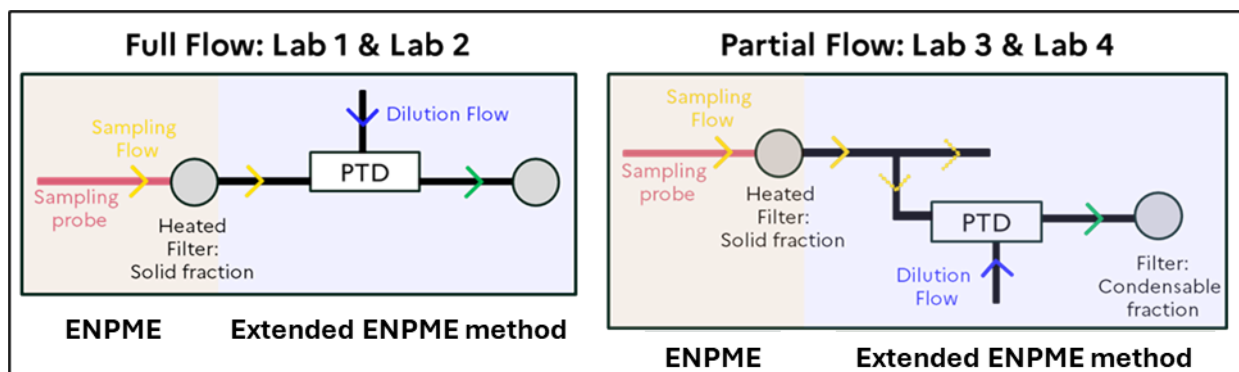 Full Flow: Lab 1 & Lab 2
Sampling
Flow
Sampling
probe
Heated
Filter:
Solid fraction
Dilution Flow
PTD
ENPME
Extended ENPME method
Partial Flow: Lab 3 & Lab 4
Sampling
Flow
Sampling
probe
Heated
Filter:
Solid fraction
PTD
Dilution
Flow
Filter:
Condensable
fraction
ENPME
Extended ENPME method